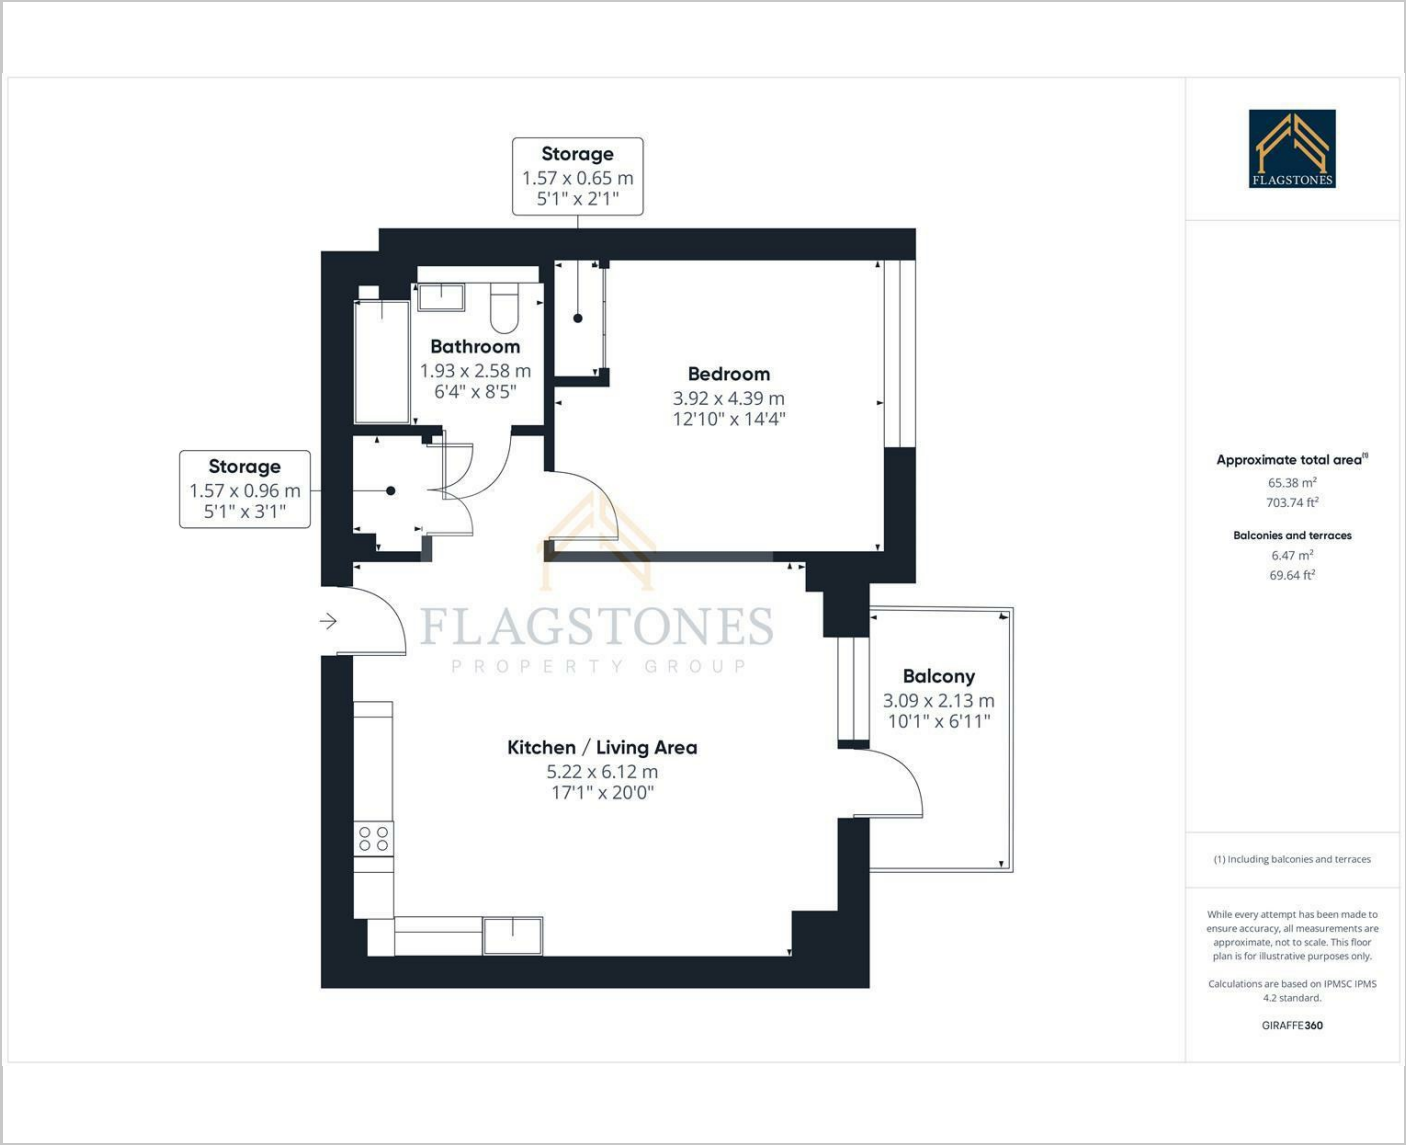 Storage
1.57 x 0.65 m
5'1" x 2'1"
FLAGSTONES
Bathroom
1.93 x 2.58 m
6'4" x 8'5"
Bedroom
3.92 x 4.39 m
12'10" x 14'4"
Storage
1.57 x 0.96 m
5'1" x 3'1"
FLAGSTONES
PROPERTY GROUP
Balcony
3.09 x 2.13 m
10'1" x 6'11"
Kitchen / Living Area
5.22 x 6.12 m
17'1" x 20'0"
Approximate total area(1)
65.38 m²
703.74 ft²
Balconies and terraces
6.47 m²
69.64 ft²
(1) Including balconies and terraces
While every attempt has been made to
ensure accuracy, all measurements are
approximate, not to scale. This floor
plan is for illustrative purposes only.
Calculations are based on IPMSC IPMS
4.2 standard.
GIRAFFE360